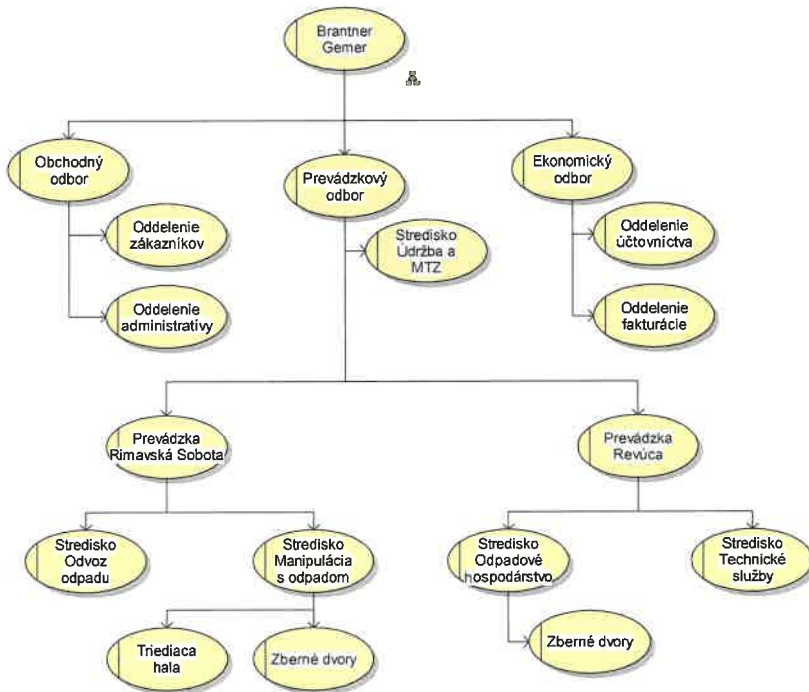 Brantner
Gemer
Obchodný
odbor
Prevádzkový
odbor
Ekonomický
odbor
Oddelenie
zákazníkov
Stredisko
Údržba a
MTZ
Oddelenie
účtovníctva
Oddelenie
administratívy
Oddelenie
fakturácie
Prevádzka
Rimavská Sobota
Prevádzka
Revúca
Stredisko
Odvoz
odpadu
Stredisko
Manipulácia
s odpadom
Stredisko
Odpadové
hospodárstvo
Stredisko
Technické
služby
Triediaca
hala
Zberné dvory
Zberné dvory